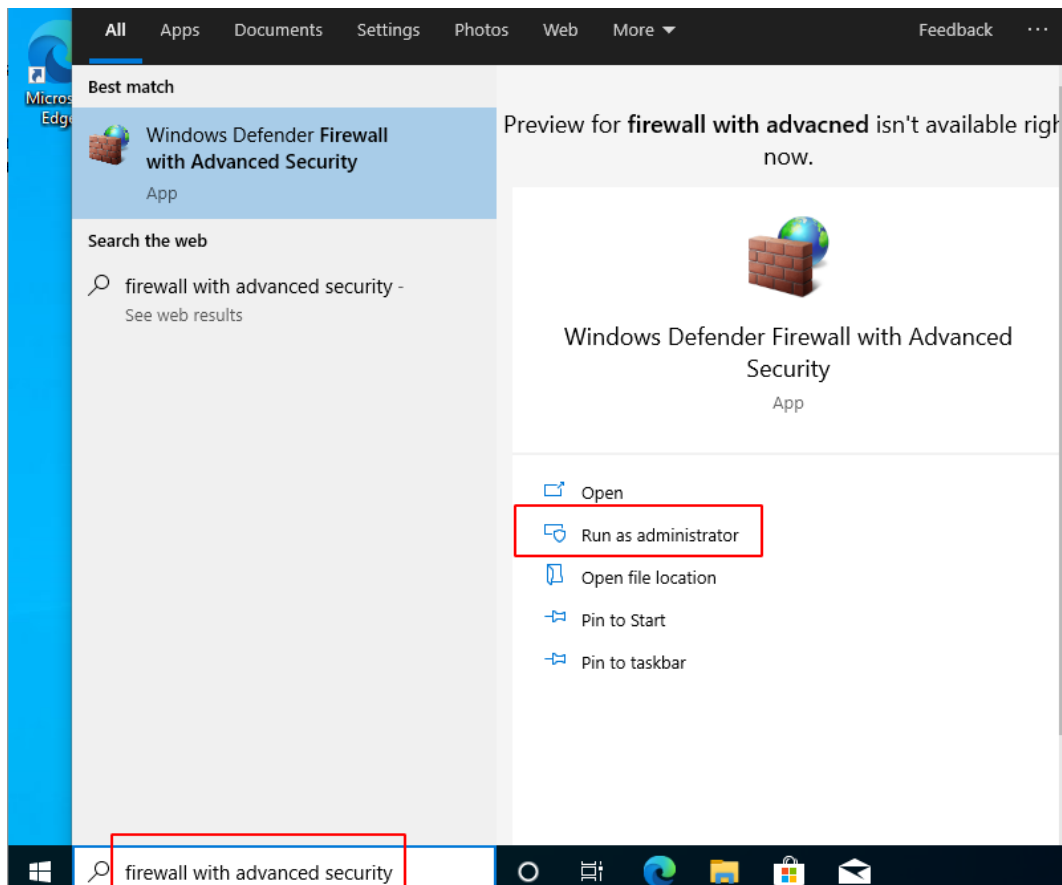 All Apps Documents Settings Photos Web More Feedback ...
Micros
Edge
Best match
Windows Defender Firewall
with Advanced Security
App
Search the web
firewall with advanced security -
See web results
Preview for firewall with advacned isn't available righ
now.
Windows Defender Firewall with Advanced
Security
App
Open
Run as administrator
Open file location
Pin to Start
Pin to taskbar
firewall with advanced security